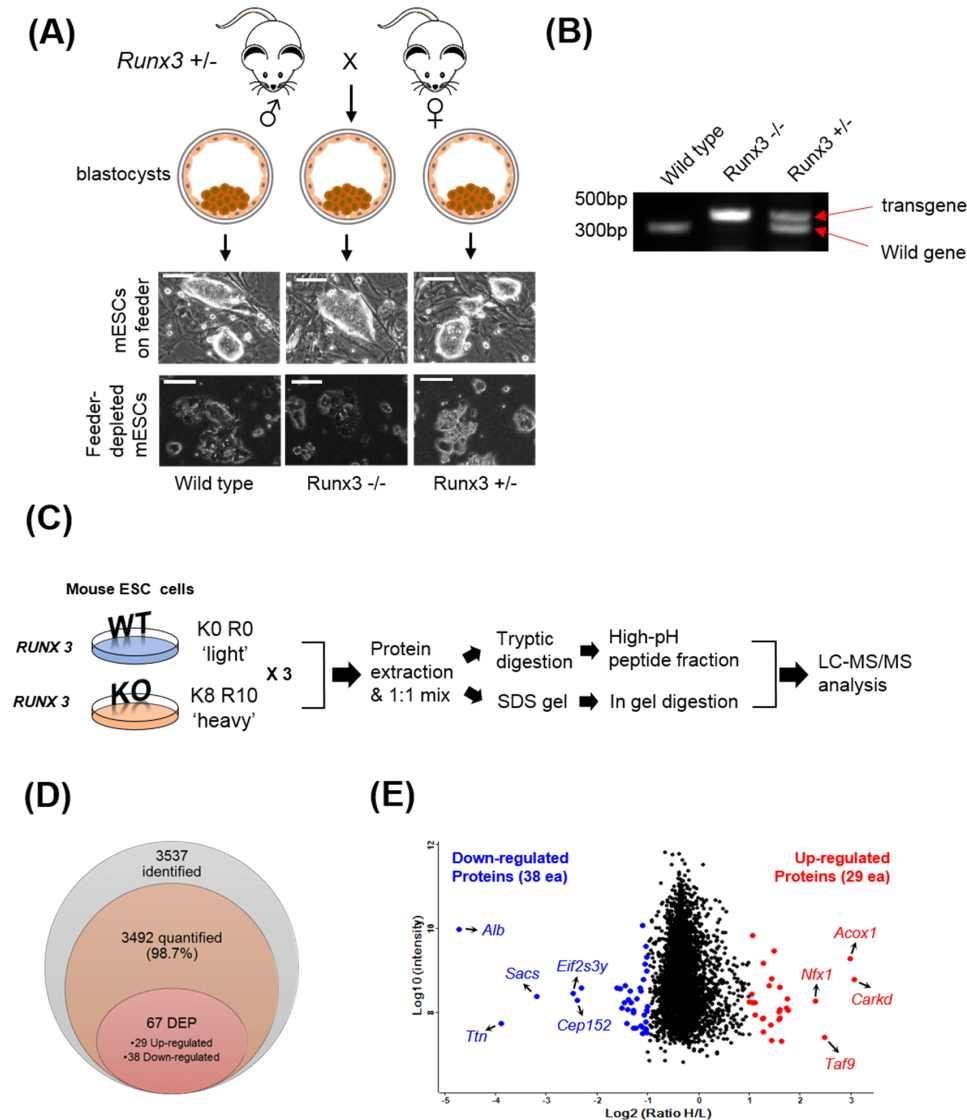 (A)
Runx3 +/-
X
♂
♀
blastocysts
mESCs
on feeder
Feeder-
depleted
mESCs
Wild type
Runx3 -/-
Runx3 +/-
(B)
Wild type
Runx3 -/-
Runx3 +/-
500bp
300bp
transgene
Wild gene
(C)
Mouse ESC cells
RUNX 3
WT
K0 R0
'light'
X 3
RUNX 3
KO
K8 R10
'heavy'
Protein
extraction
& 1:1 mix
Tryptic
digestion
High-pH
peptide fraction
SDS gel
In gel digestion
LC-MS/MS
analysis
(D)
3537
identified
3492 quantified
(98.7%)
67 DEP
•29 Up-regulated
•38 Down-regulated
(E)
Down-regulated
Proteins (38 ea)
Up-regulated
Proteins (29 ea)
Alb
Sacs
Eif2s3y
Cep152
Ttn
Acox1
Nfx1
Carkd
Taf9
Log10 (intensity)
12
10
8
-5 -4 -3 -2 -1 0 1 2 3
Log2 (Ratio H/L)